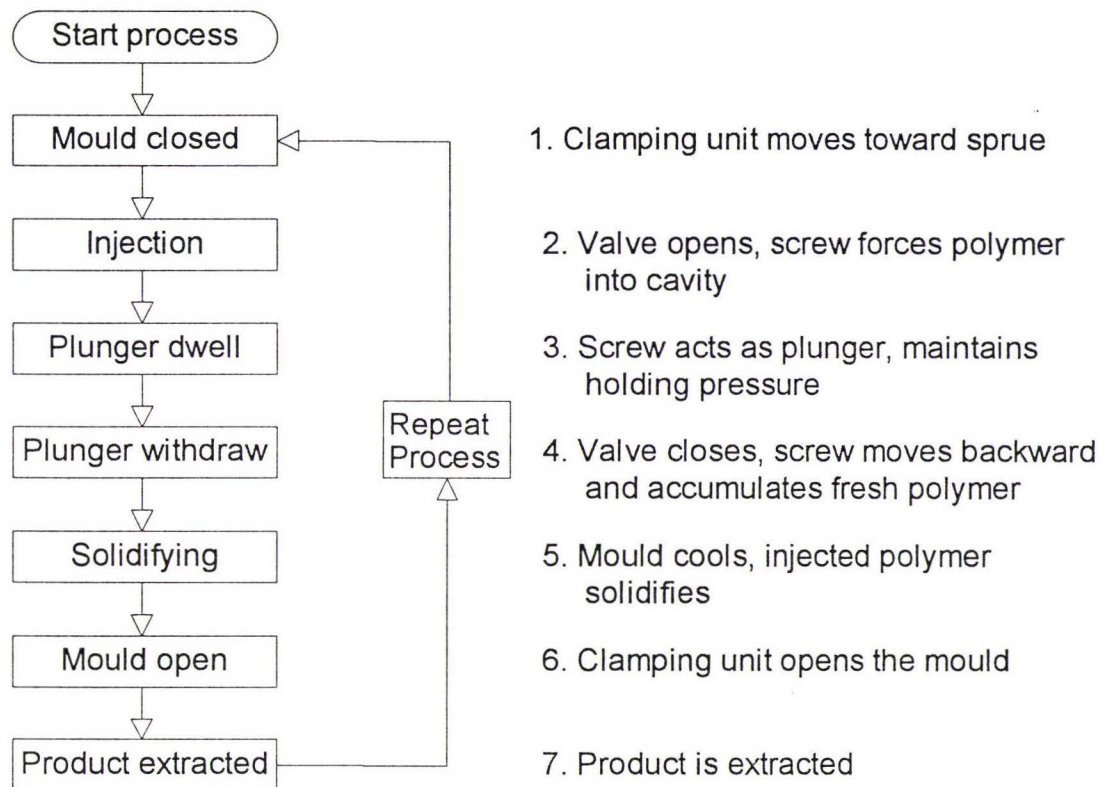 Start process
Mould closed
1. Clamping unit moves toward sprue
Injection
2. Valve opens, screw forces polymer
into cavity
Plunger dwell
3. Screw acts as plunger, maintains
holding pressure
Repeat
Process
Plunger withdraw
4. Valve closes, screw moves backward
and accumulates fresh polymer
Solidifying
5. Mould cools, injected polymer
solidifies
Mould open
6. Clamping unit opens the mould
Product extracted
7. Product is extracted